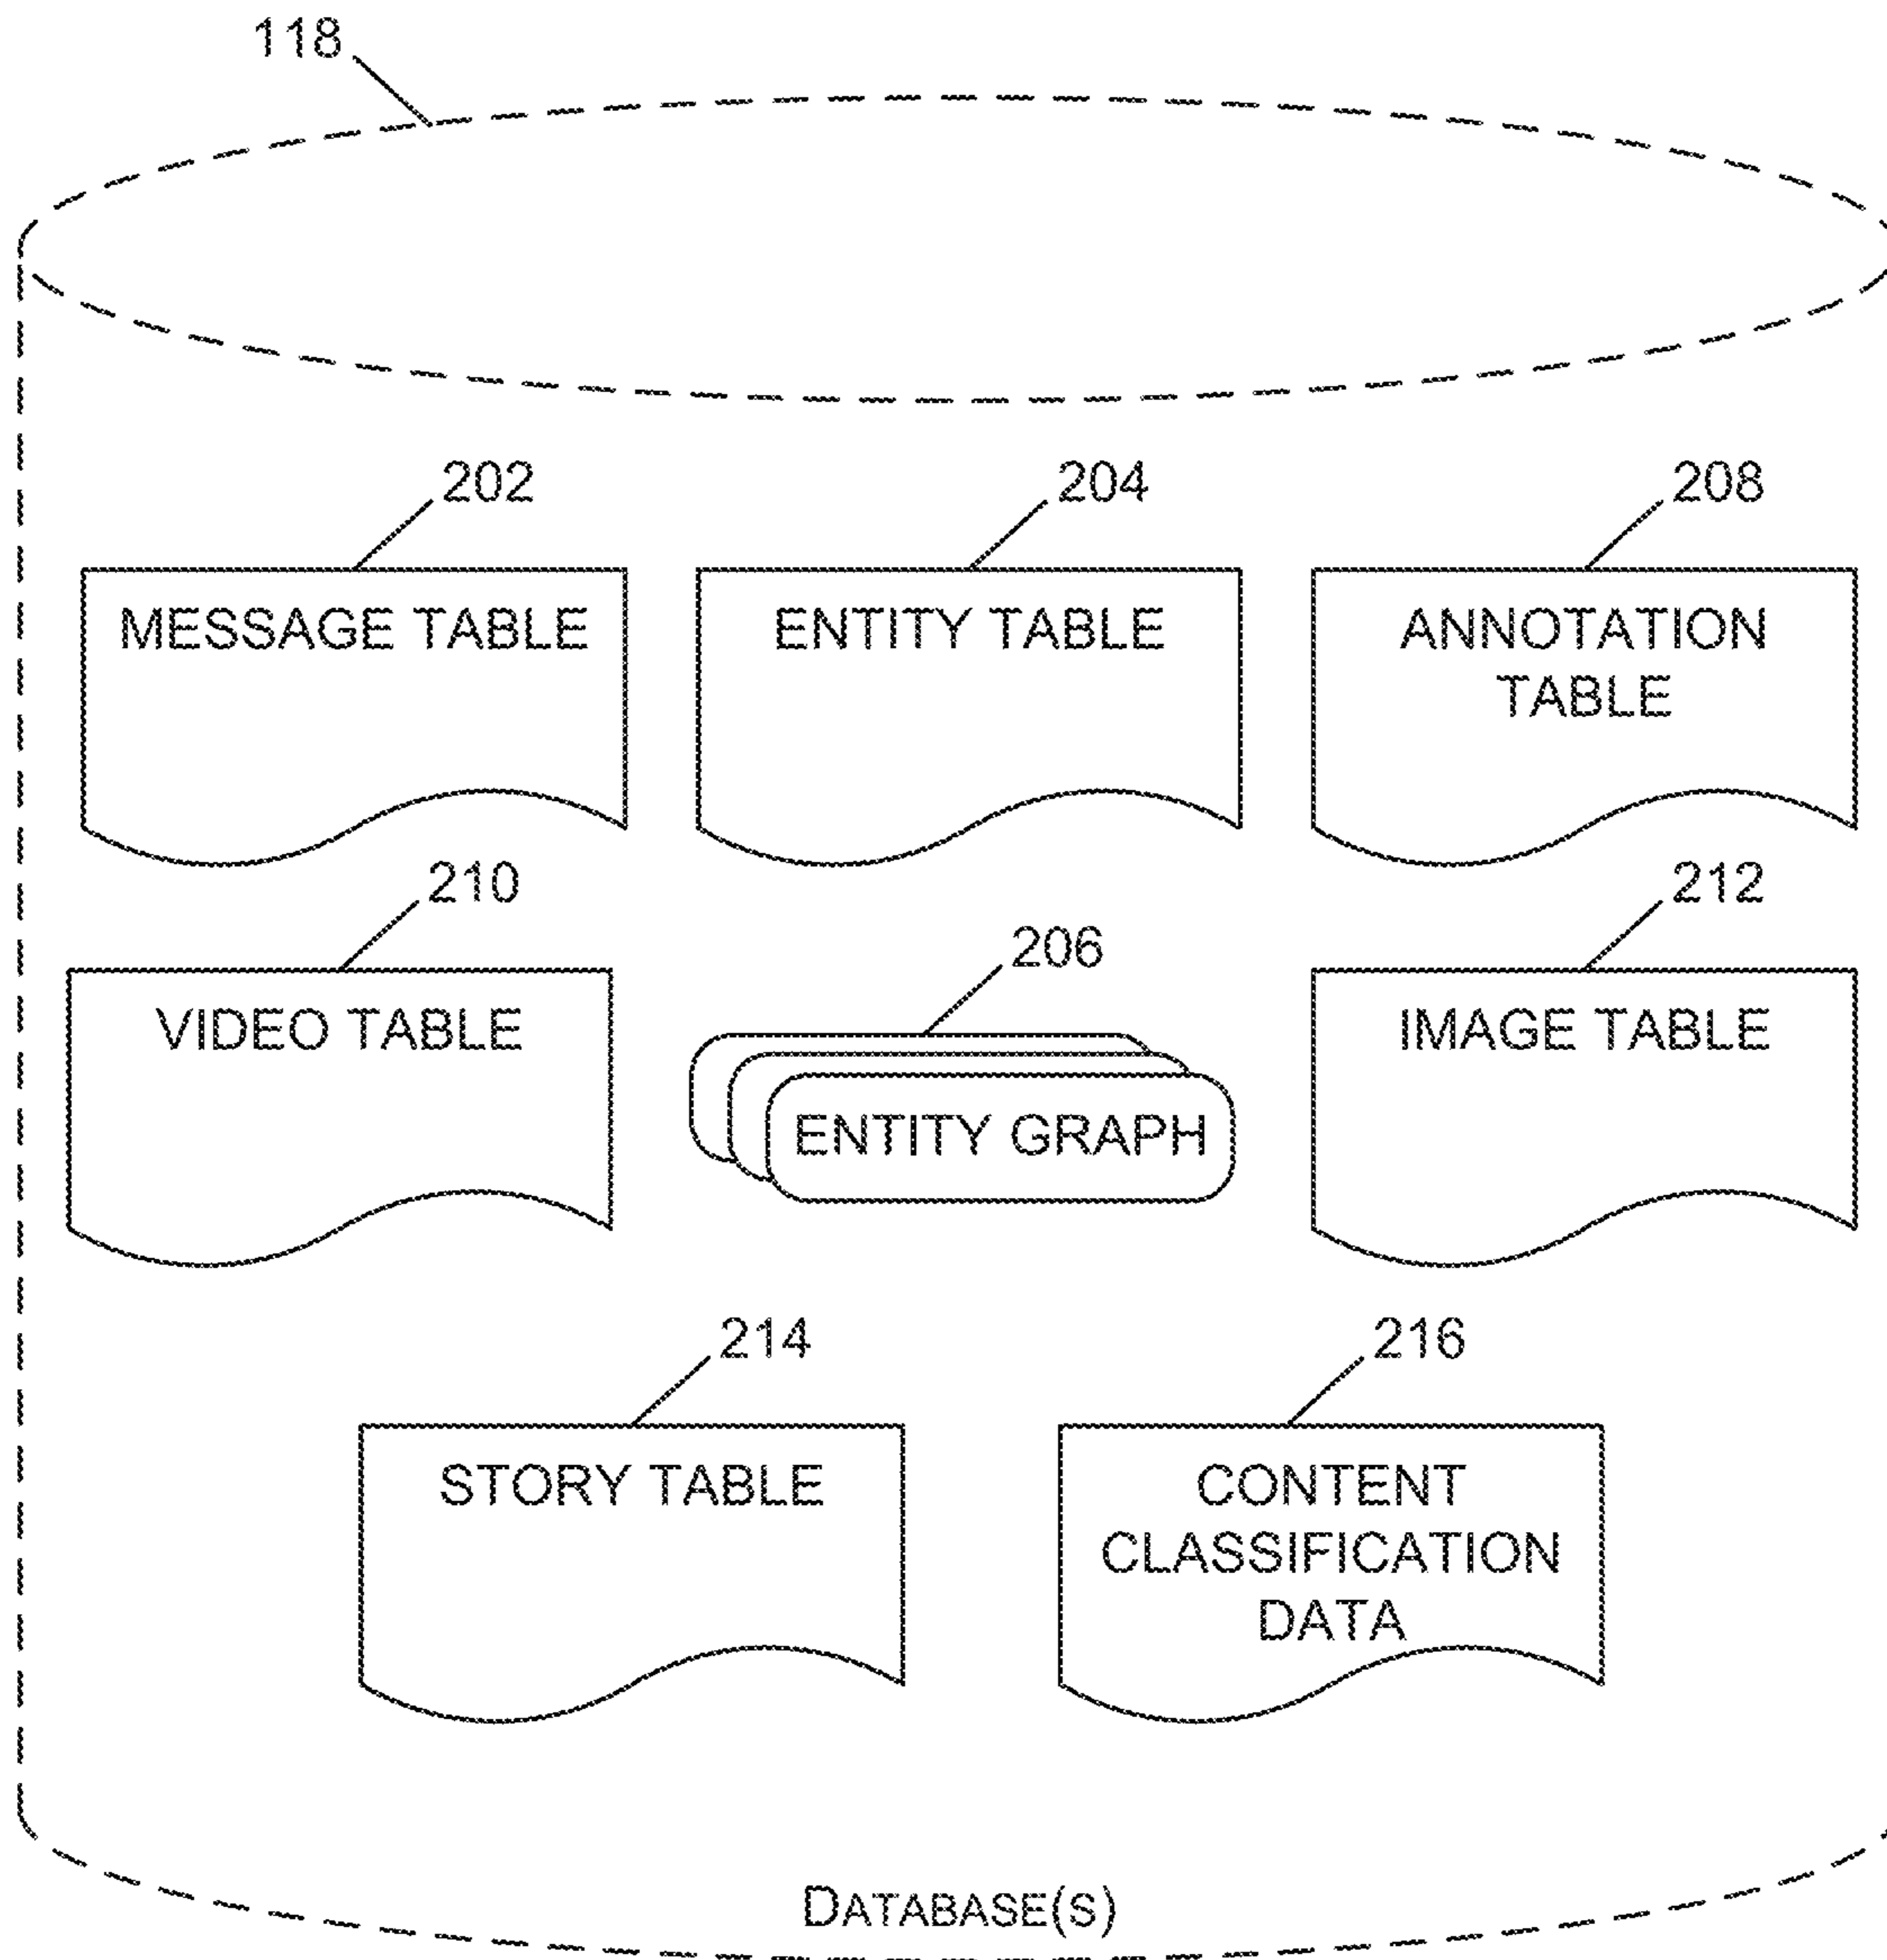 118
202
204
208
MESSAGE TABLE
ENTITY TABLE
ANNOTATION
TABLE
210
206
212
VIDEO TABLE
ENTITY GRAPH
IMAGE TABLE
214
216
STORY TABLE
CONTENT
CLASSIFICATION
DATA
DATABASE(S)